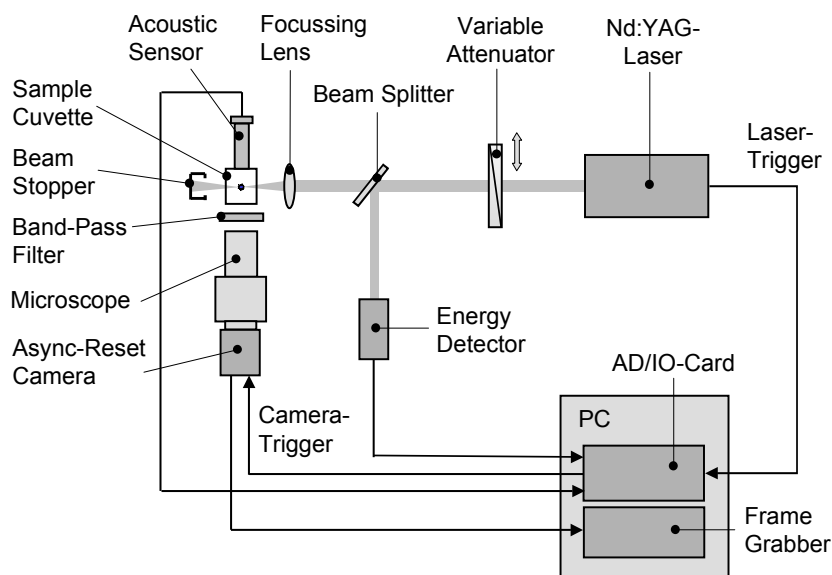 Acoustic
Sensor
Focussing
Lens
Variable
Attenuator
Nd:YAG-
Laser
Sample
Cuvette
Beam Splitter
Laser-
Trigger
Beam
Stopper
Band-Pass
Filter
Microscope
Energy
Detector
Async-Reset
Camera
AD/IO-Card
Camera-
Trigger
PC
Frame
Grabber